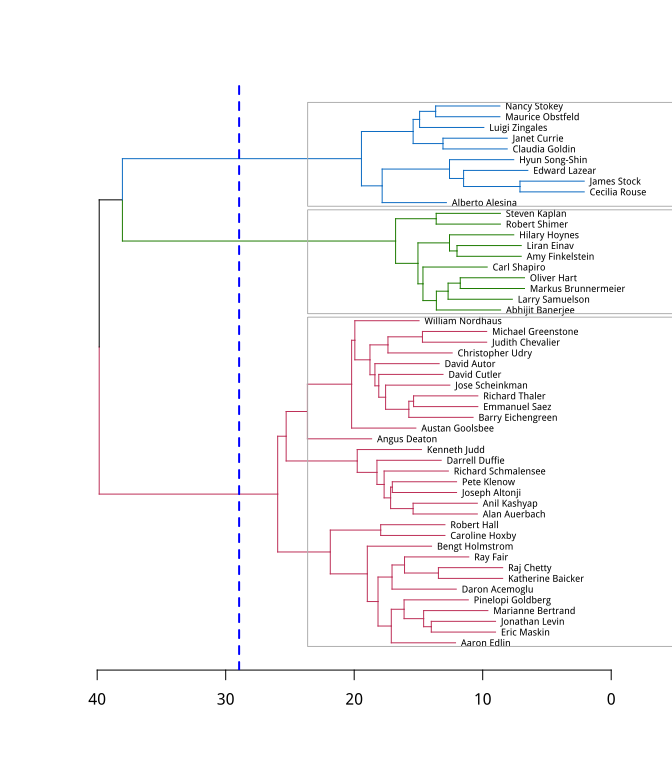 Nancy Stokey
Maurice Obstfeld
Luigi Zingales
Janet Currie
Claudia Goldin
Hyun Song-Shin
Edward Lazear
James Stock
Cecilia Rouse
Alberto Alesina
Steven Kaplan
Robert Shimer
Hilary Hoynes
Liran Einav
Amy Finkelstein
Carl Shapiro
Oliver Hart
Markus Brunnermeier
Larry Samuelson
Abhijit Banerjee
William Nordhaus
Michael Greenstone
Judith Chevalier
Christopher Udry
David Autor
David Cutler
Jose Scheinkman
Richard Thaler
Emmanuel Saez
Barry Eichengreen
Austan Goolsbee
Angus Deaton
Kenneth Judd
Darrell Duffie
Richard Schmalensee
Pete Klenow
Joseph Altonji
Anil Kashyap
Alan Auerbach
Robert Hall
Caroline Hoxby
Bengt Holmstrom
Ray Fair
Raj Chetty
Katherine Baicker
Daron Acemoglu
Pinelopi Goldberg
Marianne Bertrand
Jonathan Levin
Eric Maskin
Aaron Edlin
40 30 20 10 0